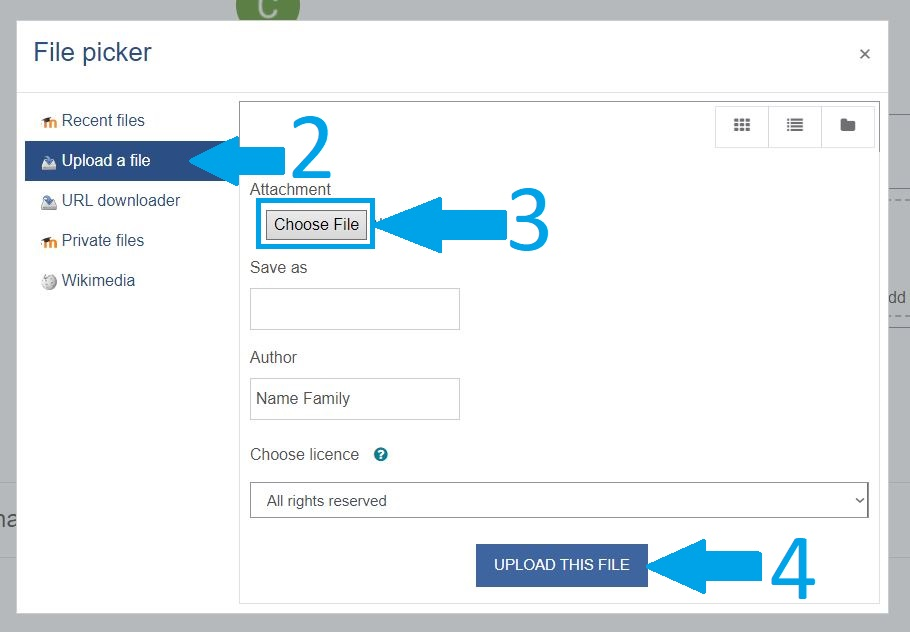 C
File picker
×
Recent files
Upload a file
2
URL downloader
Private files
Wikimedia
Attachment
Choose File
3
Save as
Author
Name Family
Choose licence ?
All rights reserved
UPLOAD THIS FILE
4
dd
na